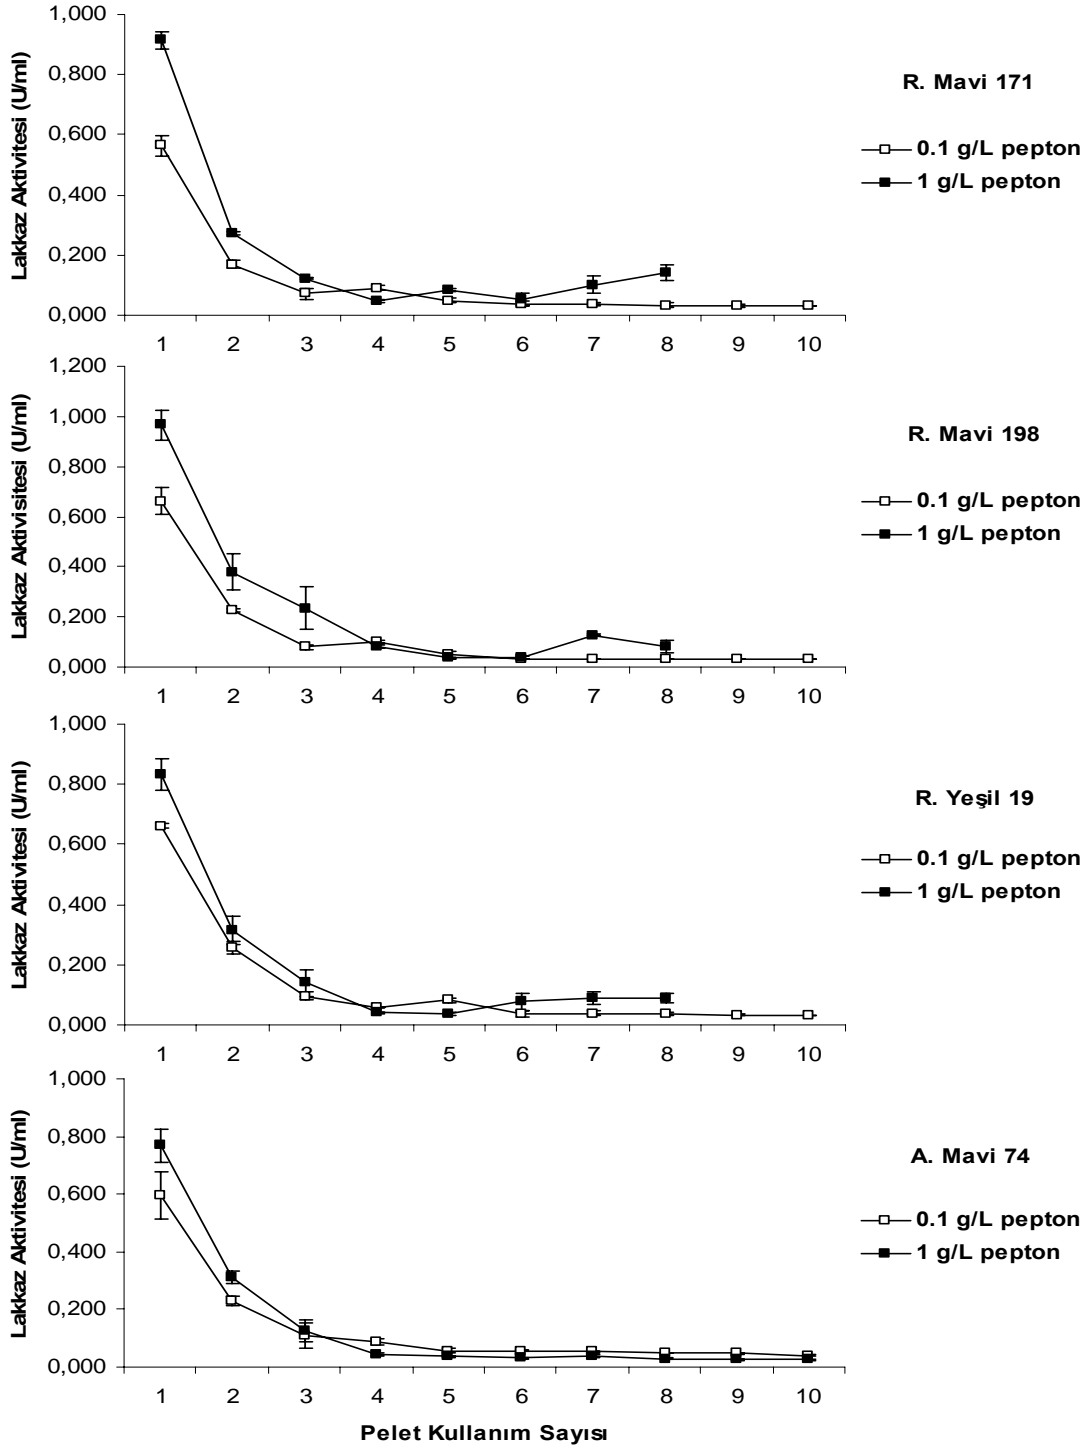 Lakkaz Aktivitesi (U/ml)
1,000
0,800
0,600
0,400
0,200
0,000
1 2 3 4 5 6 7 8 9 10
R. Mavi 171
0.1 g/L pepton
1 g/L pepton
Lakkaz Aktivisitesi (U/ml)
1,200
1,000
0,800
0,600
0,400
0,200
0,000
1 2 3 4 5 6 7 8 9 10
R. Mavi 198
0.1 g/L pepton
1 g/L pepton
Lakkaz Aktivitesi (U/ml)
1,000
0,800
0,600
0,400
0,200
0,000
1 2 3 4 5 6 7 8 9 10
R. Yeşil 19
0.1 g/L pepton
1 g/L pepton
Lakkaz Aktivitesi (U/ml)
1,000
0,800
0,600
0,400
0,200
0,000
1 2 3 4 5 6 7 8 9 10
A. Mavi 74
0.1 g/L pepton
1 g/L pepton
Pelet Kullanım Sayısı